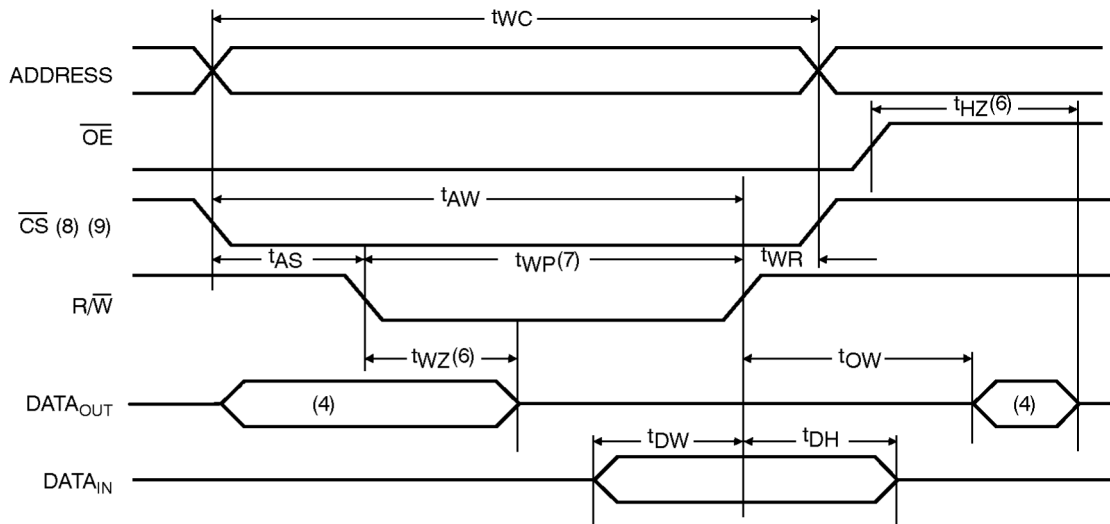 tWC
ADDRESS
tHZ(6)
OE
tAW
CS (8) (9)
tAS
tWP(7)
tWR
R/W
tWZ(6)
tOW
DATAOUT
(4)
(4)
tDW
tDH
DATAIN